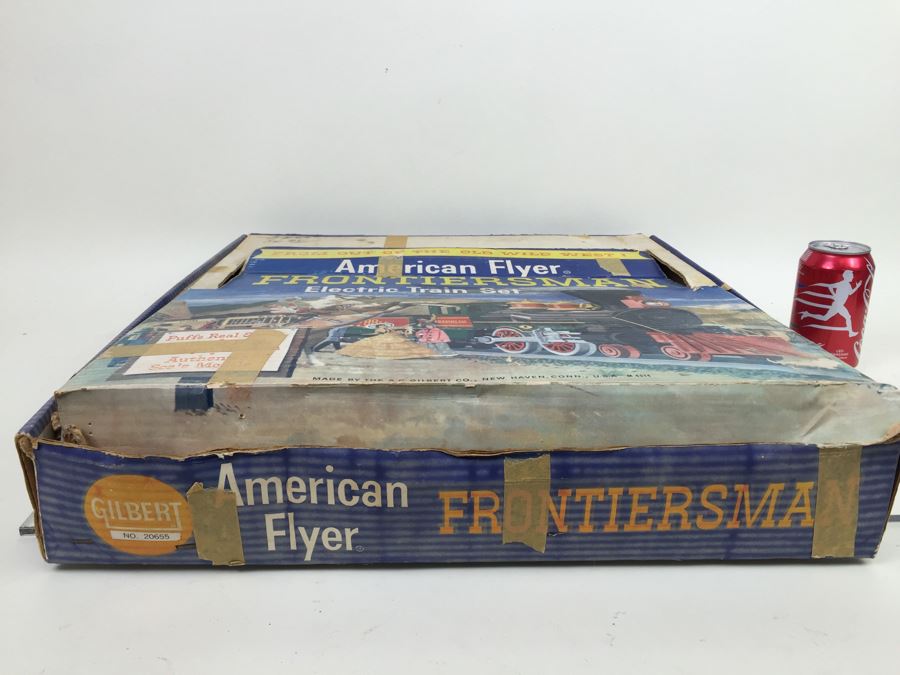 FROM OUT OF THE OLD WILD WEST!
American Flyer
FRONTIERSMAN
Electric Train Set
Puffs Real
Authen
MADE BY THE A.C. GILBERT CO., NEW HAVEN, CONN., U.S.A.
GILBERT
NO. 20655
American
Flyer
FRONTIERSMAN